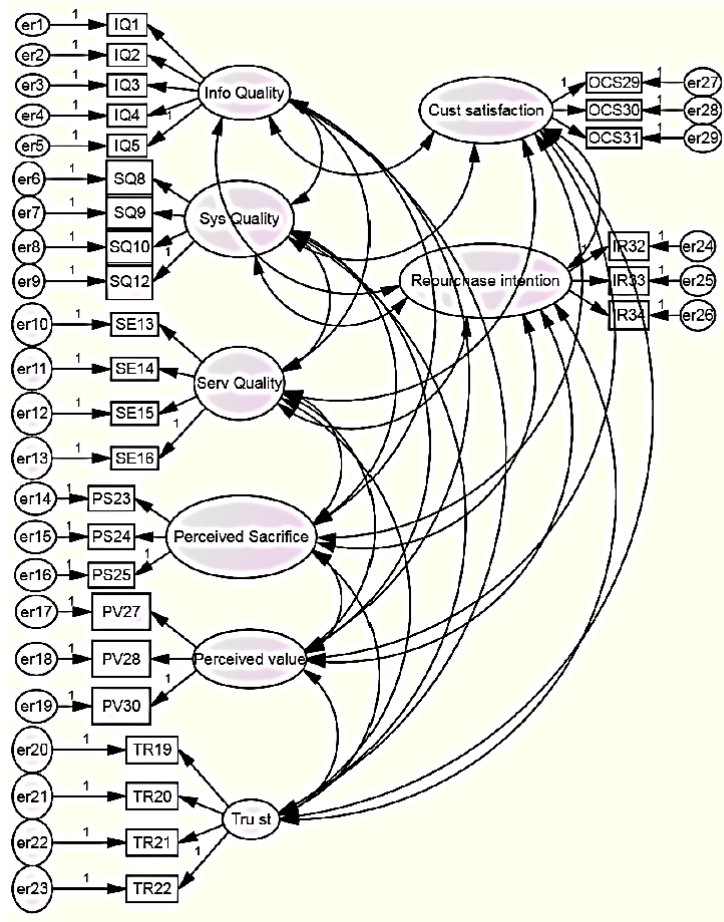 er1 1 IQ1
er2 1 IQ2
er3 1 IQ3
er4 1 IQ4
er5 1 IQ5
1
Info Quality
er6 1 SQ8
er7 1 SQ9
er8 1 SQ10
er9 1 SQ12
1
Sys Quality
er10 1 SE13
er11 1 SE14
er12 1 SE15
er13 1 SE16
1
Serv Quality
er14 1 PS23
er15 1 PS24
er16 1 PS25
1
Perceived Sacrifice
er17 1 PV27
er18 1 PV28
er19 1 PV30
1
Perceived value
er20 1 TR19
er21 1 TR20
er22 1 TR21
er23 1 TR22
1
Trust
Cust satisfaction
1 OCS29 1 er27
OCS30 1 er28
OCS31 1 er29
Repurchase intention
1 IR32 1 er24
IR33 1 er25
IR34 1 er26